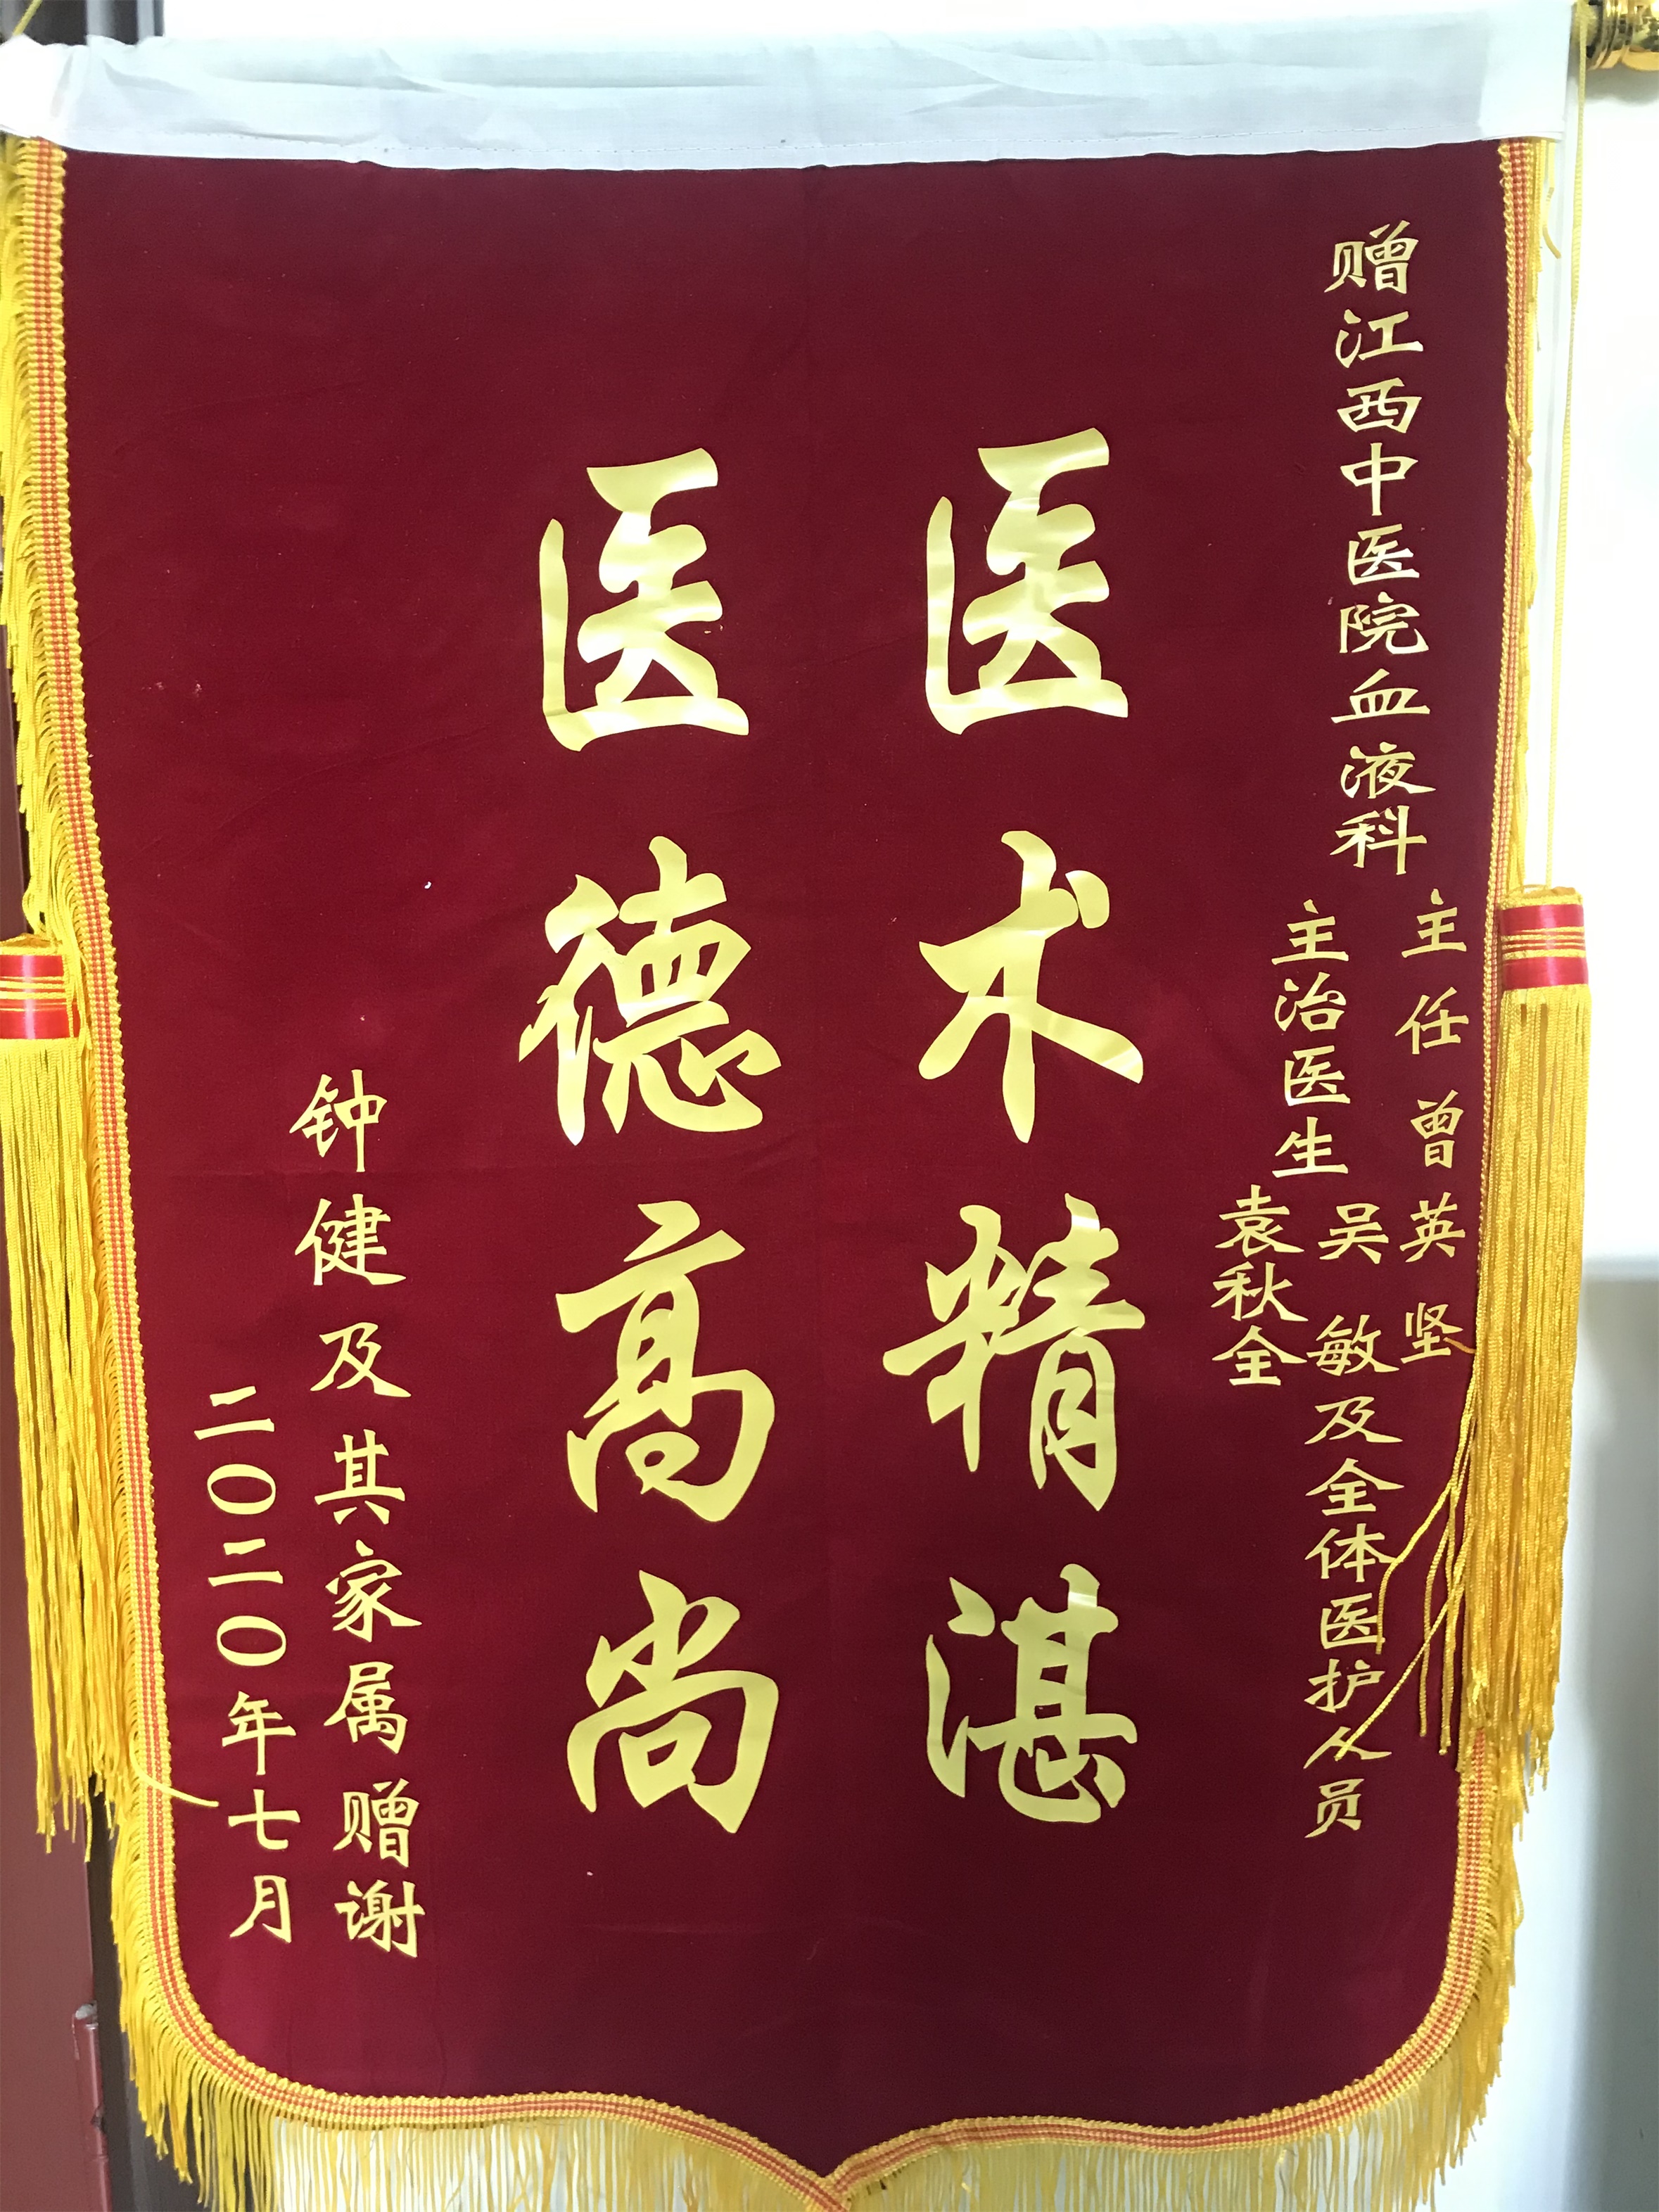 赠江西中医院血液科
主任曾英坚
主治医生
吴敏及全体医护人员
袁秋全
医术精湛
医德高尚
钟健及其家属赠谢
二〇二〇年七月